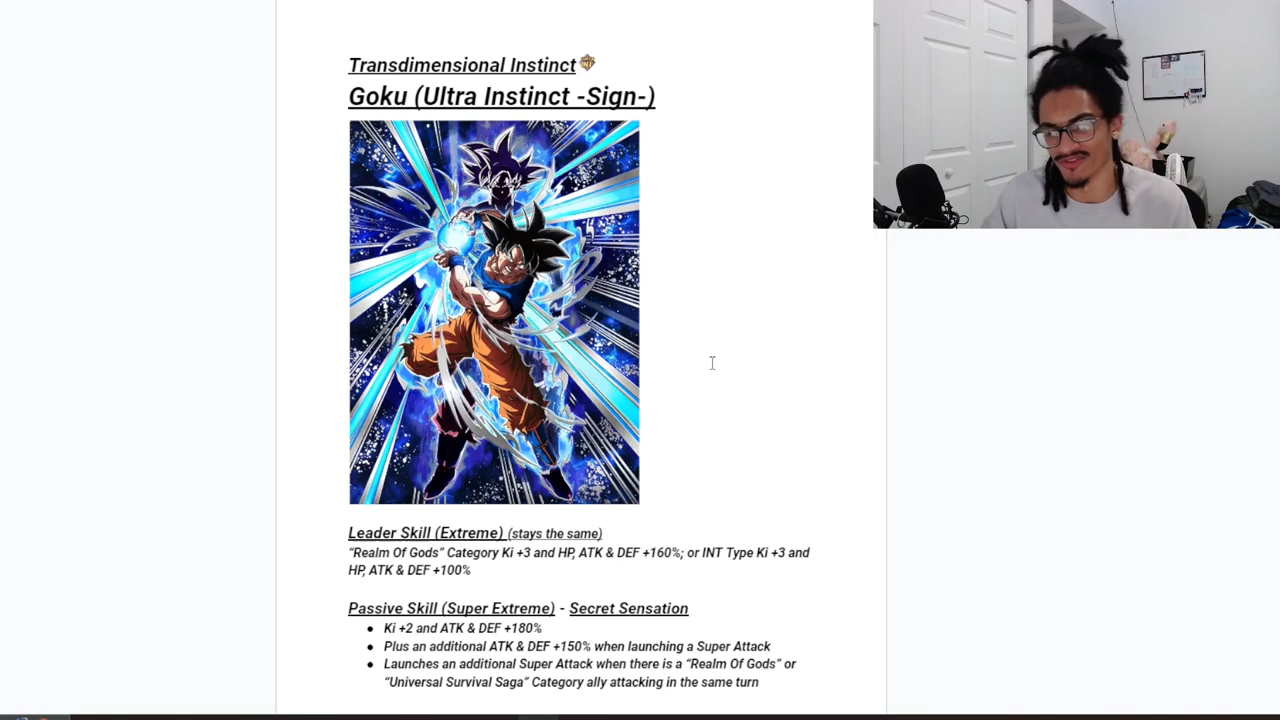 Transdimensional Instinct
Goku (Ultra Instinct -Sign-)
Leader Skill (Extreme) (stays the same)
“Realm Of Gods” Category Ki +3 and HP, ATK & DEF +160%; or INT Type Ki +3 and
HP, ATK & DEF +100%
Passive Skill (Super Extreme) - Secret Sensation
● Ki +2 and ATK & DEF +180%
● Plus an additional ATK & DEF +150% when launching a Super Attack
● Launches an additional Super Attack when there is a “Realm Of Gods” or
“Universal Survival Saga” Category ally attacking in the same turn